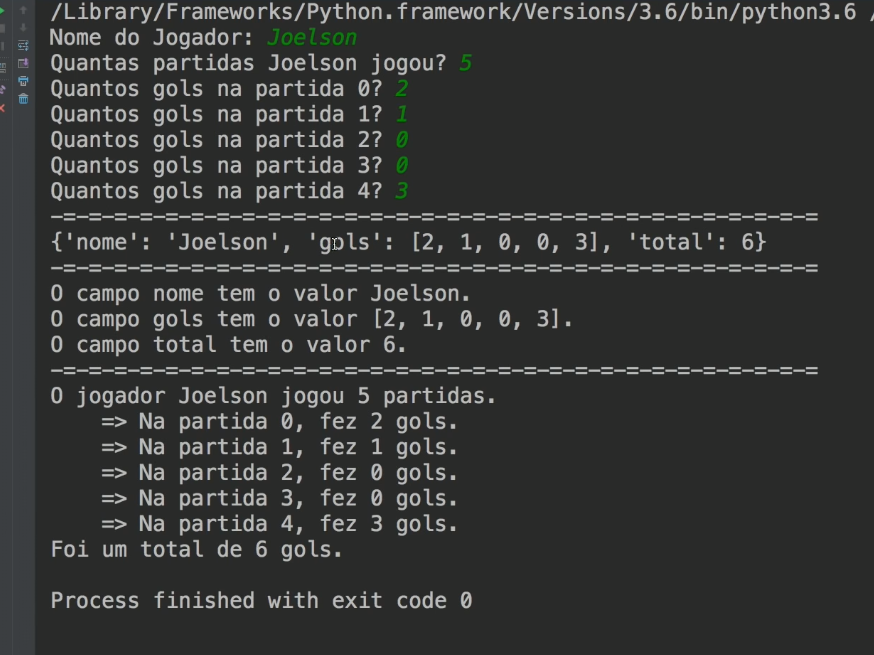 /Library/Frameworks/Python.framework/Versions/3.6/bin/python3.6 /
Nome do Jogador: Joelson
Quantas partidas Joelson jogou? 5
Quantos gols na partida 0? 2
Quantos gols na partida 1? 1
Quantos gols na partida 2? 0
Quantos gols na partida 3? 0
Quantos gols na partida 4? 3
-=-=-=-=-=-=-=-=-=-=-=-=-=-=-=-=-=-=-=-=-=-=-=-=-=-=-=-=-=-=
{'nome': 'Joelson', 'gols': [2, 1, 0, 0, 3], 'total': 6}
-=-=-=-=-=-=-=-=-=-=-=-=-=-=-=-=-=-=-=-=-=-=-=-=-=-=-=-=-=-=
O campo nome tem o valor Joelson.
O campo gols tem o valor [2, 1, 0, 0, 3].
O campo total tem o valor 6.
-=-=-=-=-=-=-=-=-=-=-=-=-=-=-=-=-=-=-=-=-=-=-=-=-=-=-=-=-=-=
O jogador Joelson jogou 5 partidas.
    => Na partida 0, fez 2 gols.
    => Na partida 1, fez 1 gols.
    => Na partida 2, fez 0 gols.
    => Na partida 3, fez 0 gols.
    => Na partida 4, fez 3 gols.
Foi um total de 6 gols.
Process finished with exit code 0